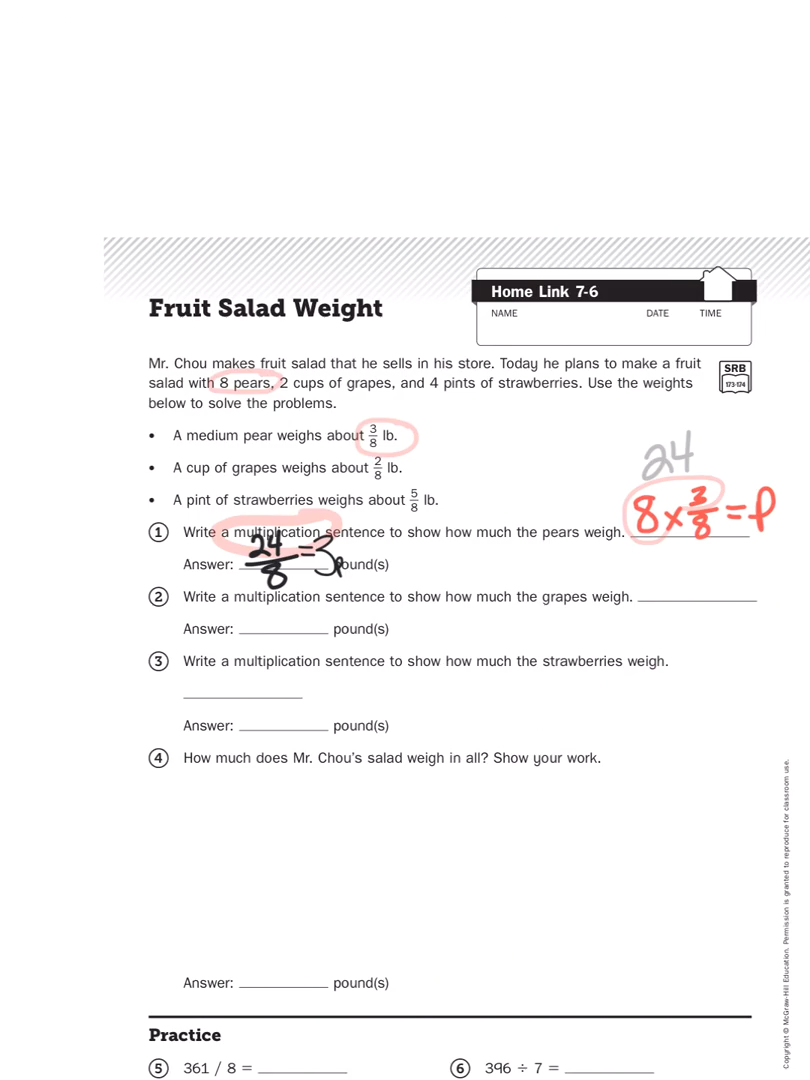 Fruit Salad Weight
Home Link 7-6
NAME DATE TIME
Mr. Chou makes fruit salad that he sells in his store. Today he plans to make a fruit
salad with 8 pears, 2 cups of grapes, and 4 pints of strawberries. Use the weights
below to solve the problems.
SRB
173-174
• A medium pear weighs about 3/8 lb.
• A cup of grapes weighs about 2/8 lb.
• A pint of strawberries weighs about 5/8 lb.
24
1 Write a multiplication sentence to show how much the pears weigh. 8 x 3/8 = P
Answer: 24/8 = 3p pound(s)
2 Write a multiplication sentence to show how much the grapes weigh. ____
Answer: ____ pound(s)
3 Write a multiplication sentence to show how much the strawberries weigh.
____
Answer: ____ pound(s)
4 How much does Mr. Chou's salad weigh in all? Show your work.
Answer: ____ pound(s)
Practice
5 361 / 8 = ____ 6 396 ÷ 7 = ____
Copyright © McGraw-Hill Education. Permission is granted to reproduce for classroom use.